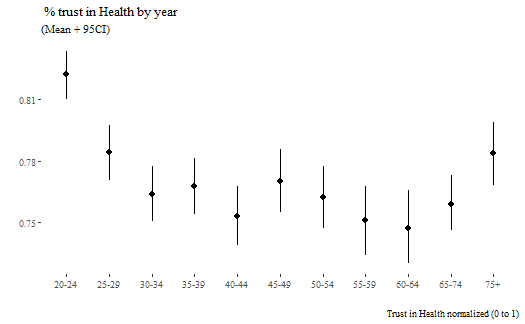 % trust in Health by year
(Mean + 95CI)
0.81
0.78
0.75
20-24 25-29 30-34 35-39 40-44 45-49 50-54 55-59 60-64 65-74 75+
Trust in Health normalized (0 to 1)